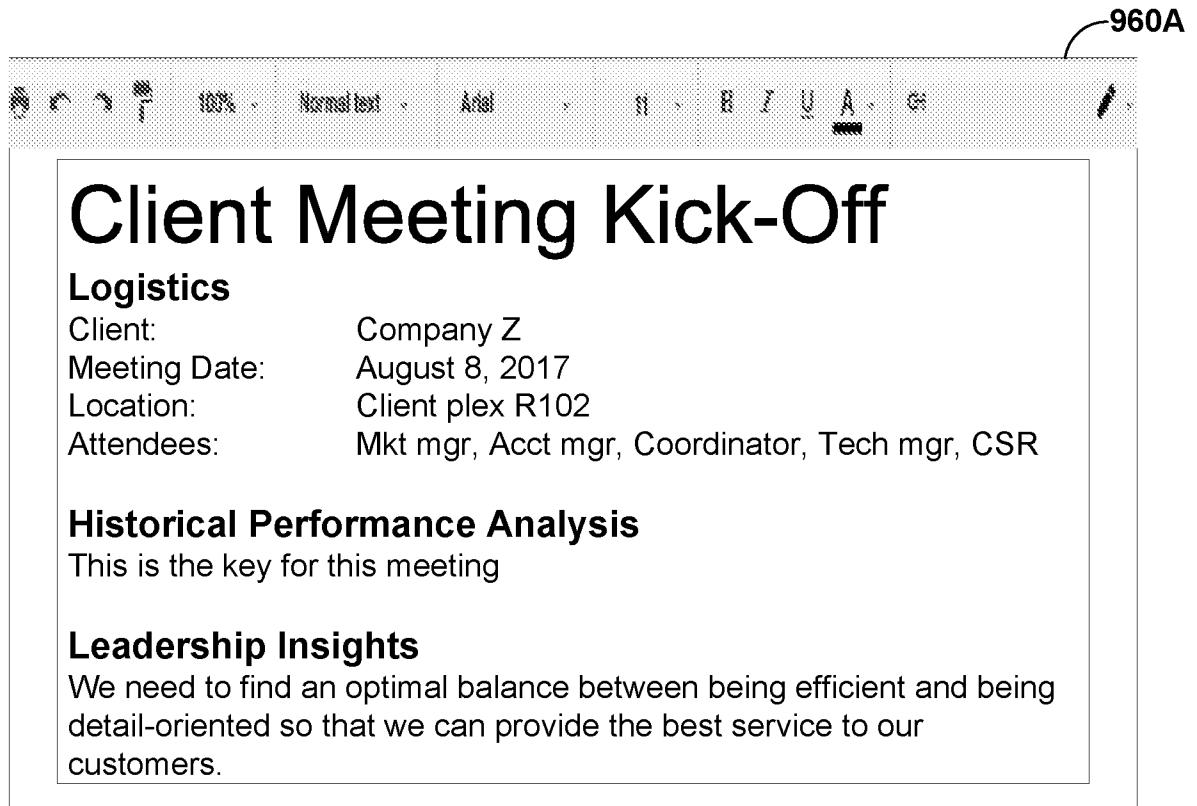 960A
100% Normal text Arial 11 B I U A
Client Meeting Kick-Off
Logistics
Client: Company Z
Meeting Date: August 8, 2017
Location: Client plex R102
Attendees: Mkt mgr, Acct mgr, Coordinator, Tech mgr, CSR
Historical Performance Analysis
This is the key for this meeting
Leadership Insights
We need to find an optimal balance between being efficient and being
detail-oriented so that we can provide the best service to our
customers.